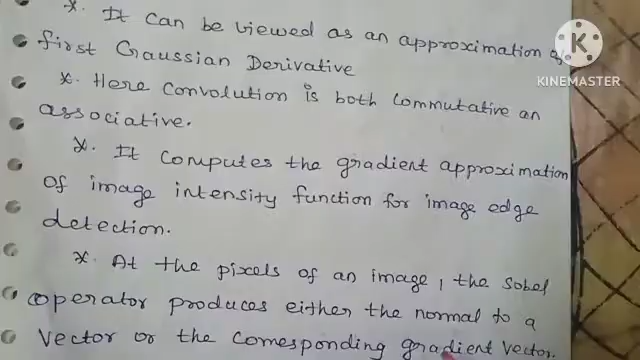 *. It can be viewed as an approximation of
first Gaussian Derivative
*. Here Convolution is both Commutative an
associative.
*. It computes the gradient approximation
of image intensity function for image edge
detection.
*. At the pixels of an image, the sobel
operator produces either the normal to a
vector or the corresponding gradient vector.
K
KINEMASTER